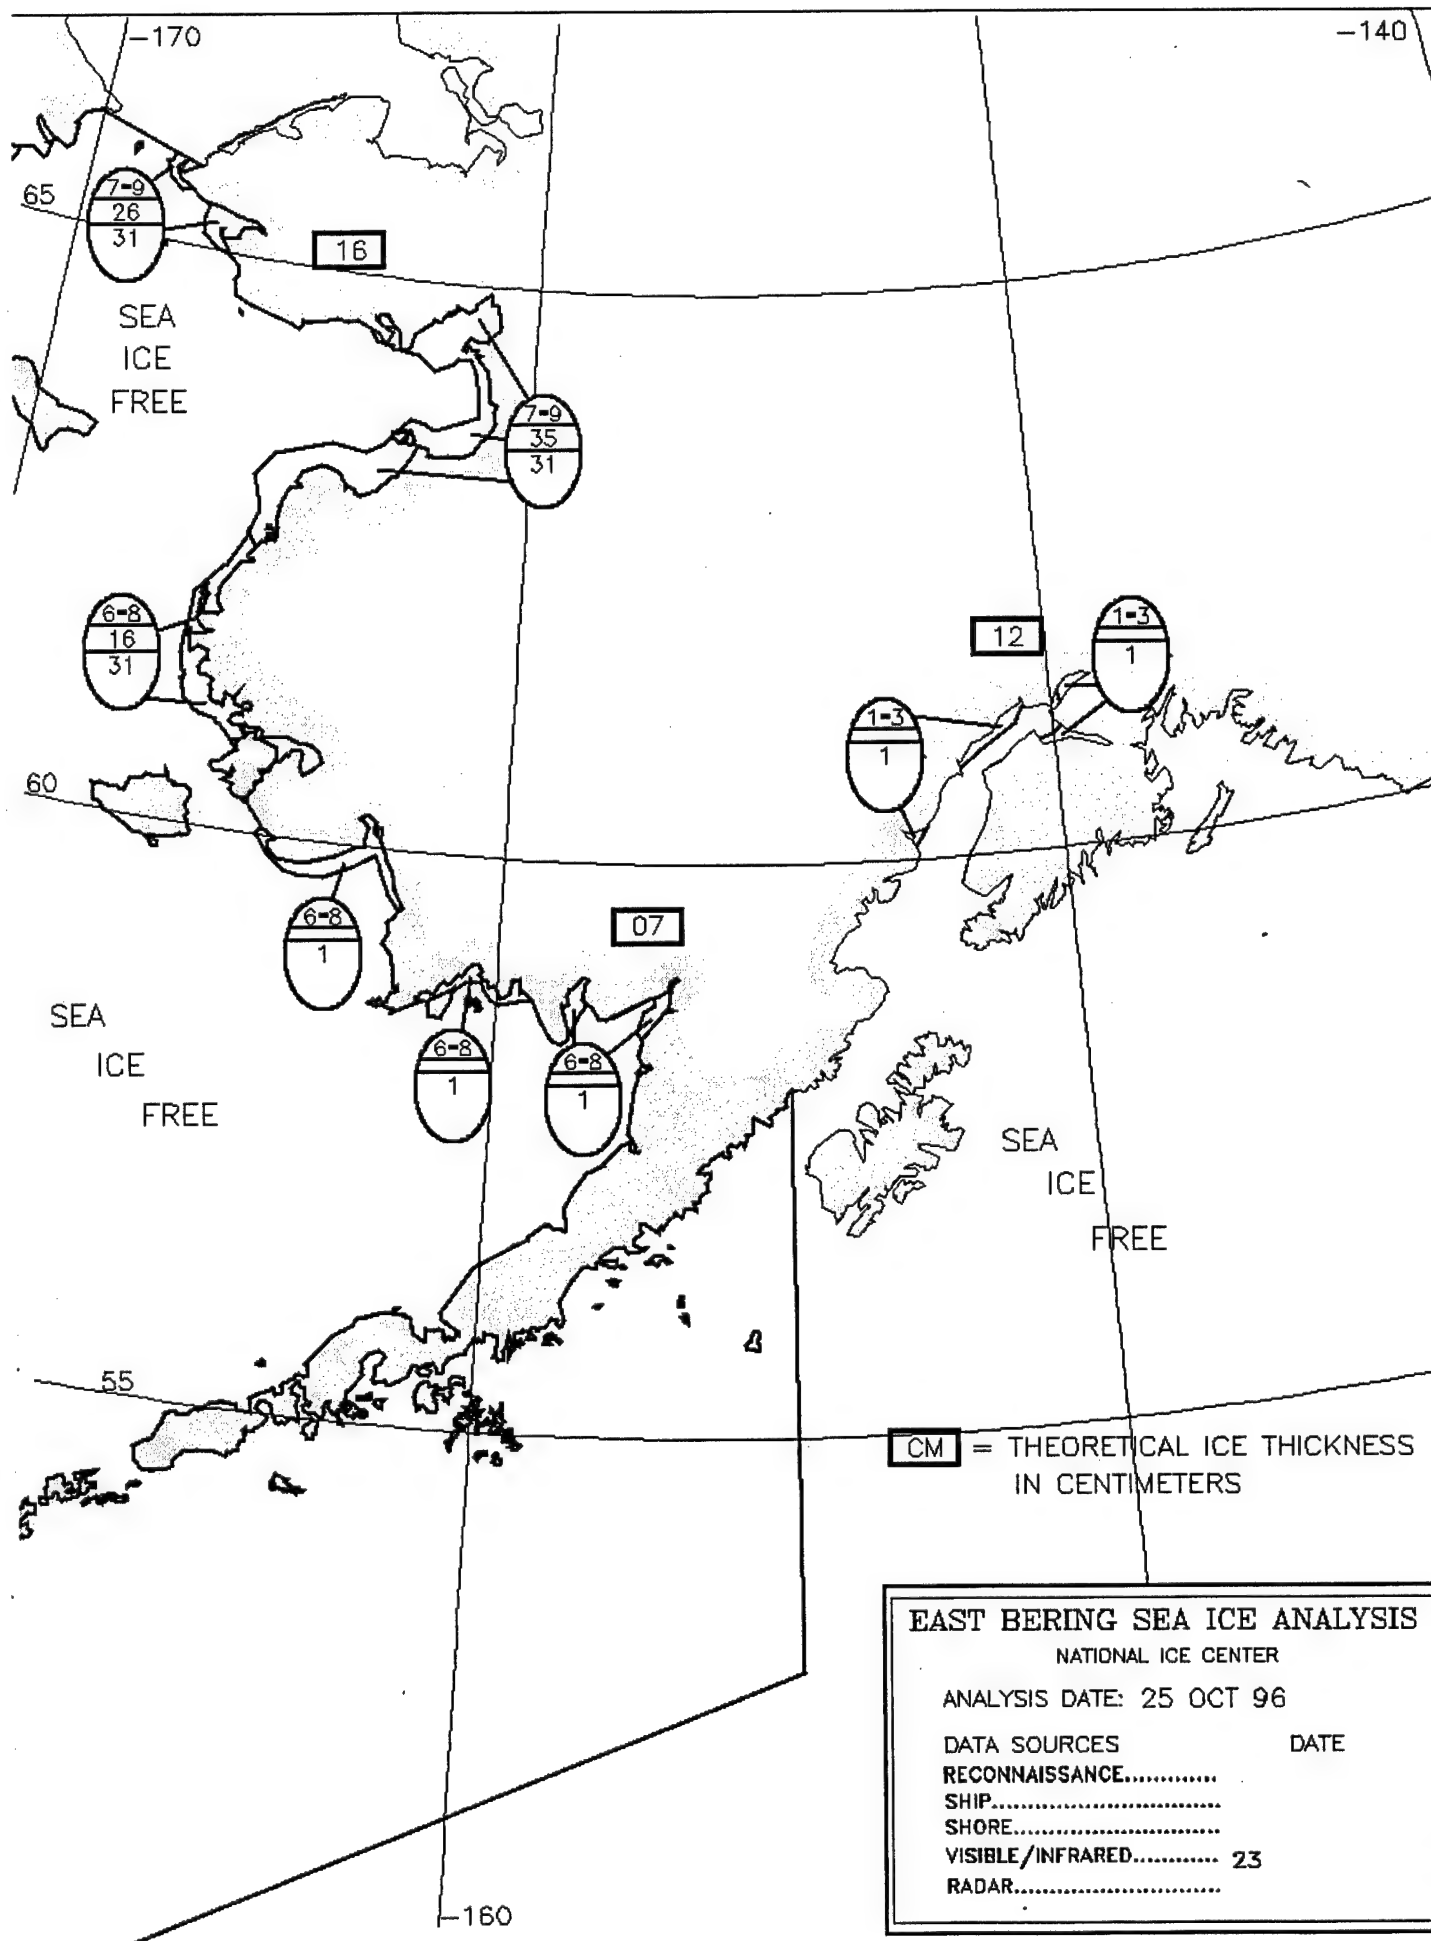 -170
-140
7-9
26
31
65
16
SEA
ICE
FREE
7-9
35
31
6-8
16
31
12
1-3
1
1-3
1
60
6-8
1
07
SEA
ICE
FREE
6-8
1
6-8
1
SEA
ICE
FREE
55
CM = THEORETICAL ICE THICKNESS
IN CENTIMETERS
EAST BERING SEA ICE ANALYSIS
NATIONAL ICE CENTER
ANALYSIS DATE: 25 OCT 96
DATA SOURCES DATE
RECONNAISSANCE.............
SHIP................................
SHORE.............................
VISIBLE/INFRARED............ 23
RADAR.............................
-160